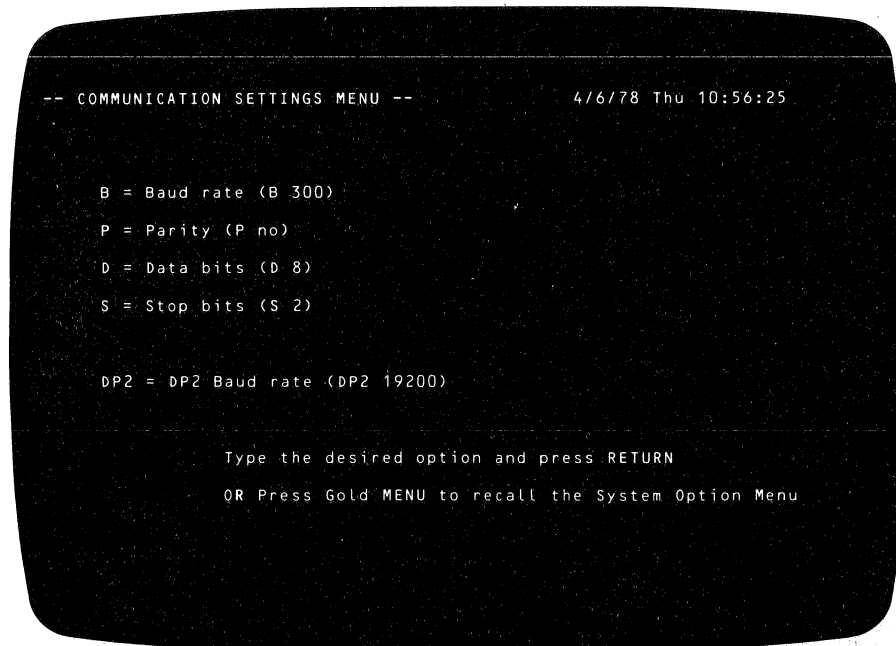 -- COMMUNICATION SETTINGS MENU -- 4/6/78 Thu 10:56:25
B = Baud rate (B 300)
P = Parity (P no)
D = Data bits (D 8)
S = Stop bits (S 2)
DP2 = DP2 Baud rate (DP2 19200)
Type the desired option and press RETURN
OR Press Gold MENU to recall the System Option Menu